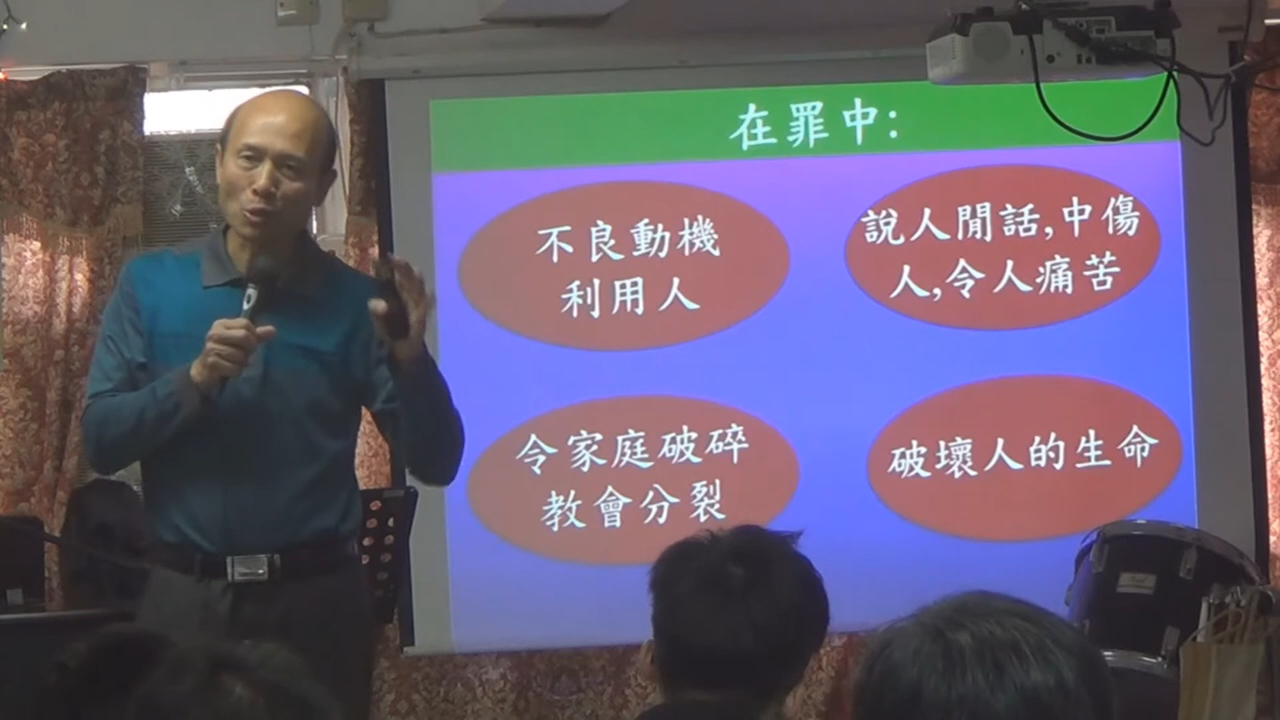 在罪中:
不良動機
利用人
說人閒話,中傷
人,令人痛苦
令家庭破碎
教會分裂
破壞人的生命